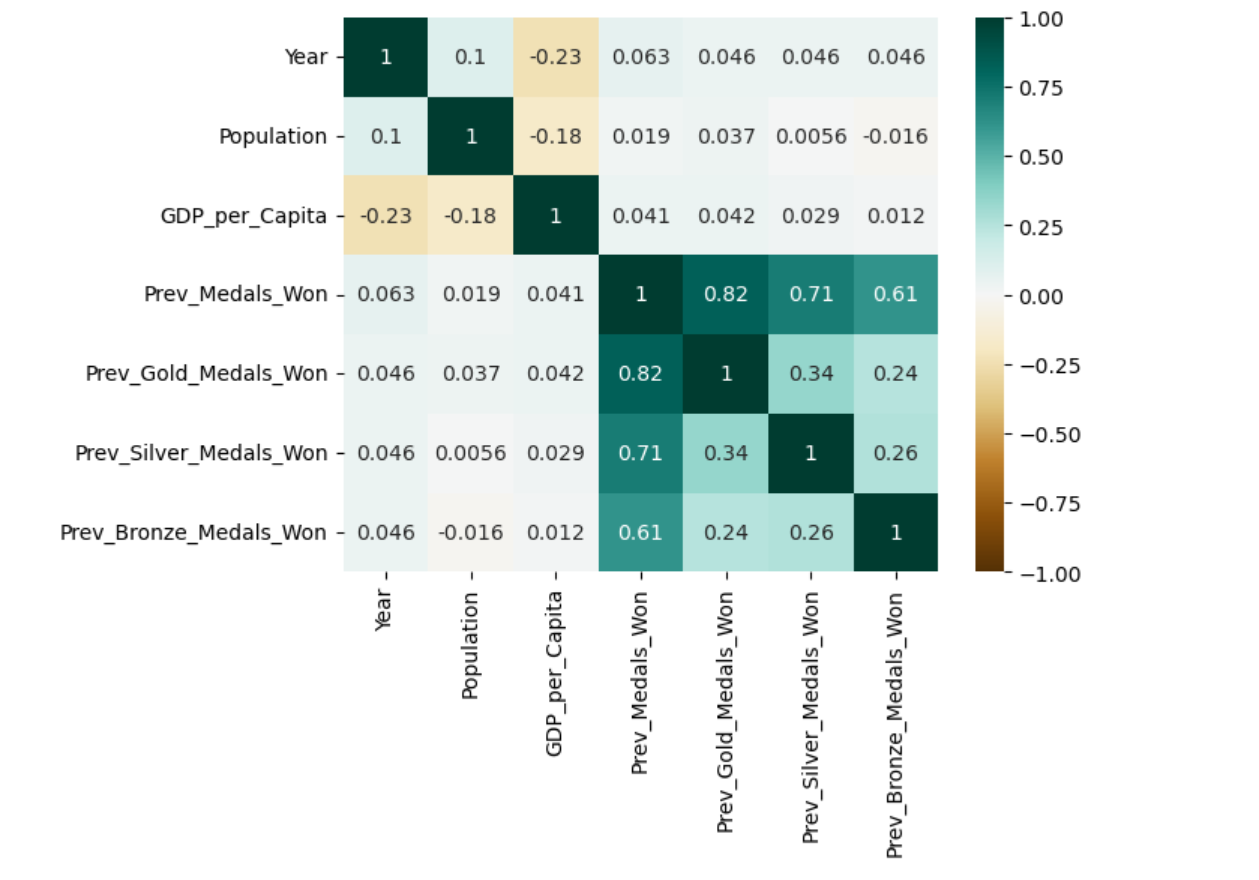 Year 1 0.1 -0.23 0.063 0.046 0.046 0.046
Population 0.1 1 -0.18 0.019 0.037 0.0056 -0.016
GDP_per_Capita -0.23 -0.18 1 0.041 0.042 0.029 0.012
Prev_Medals_Won 0.063 0.019 0.041 1 0.82 0.71 0.61
Prev_Gold_Medals_Won 0.046 0.037 0.042 0.82 1 0.34 0.24
Prev_Silver_Medals_Won 0.046 0.0056 0.029 0.71 0.34 1 0.26
Prev_Bronze_Medals_Won 0.046 -0.016 0.012 0.61 0.24 0.26 1
Year
Population
GDP_per_Capita
Prev_Medals_Won
Prev_Gold_Medals_Won
Prev_Silver_Medals_Won
Prev_Bronze_Medals_Won
1.00
0.75
0.50
0.25
0.00
−0.25
−0.50
−0.75
−1.00